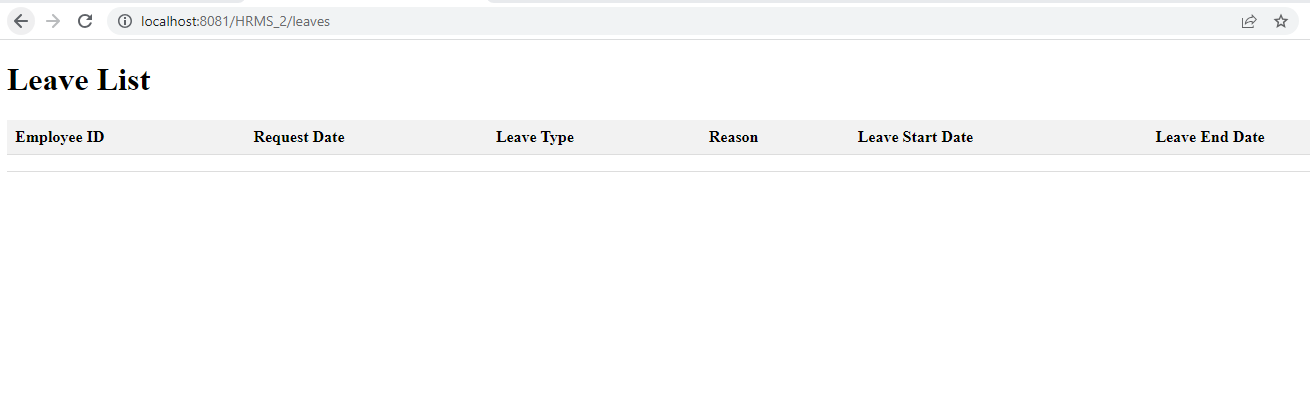 localhost:8081/HRMS_2/leaves
Leave List
Employee ID Request Date Leave Type Reason Leave Start Date Leave End Date